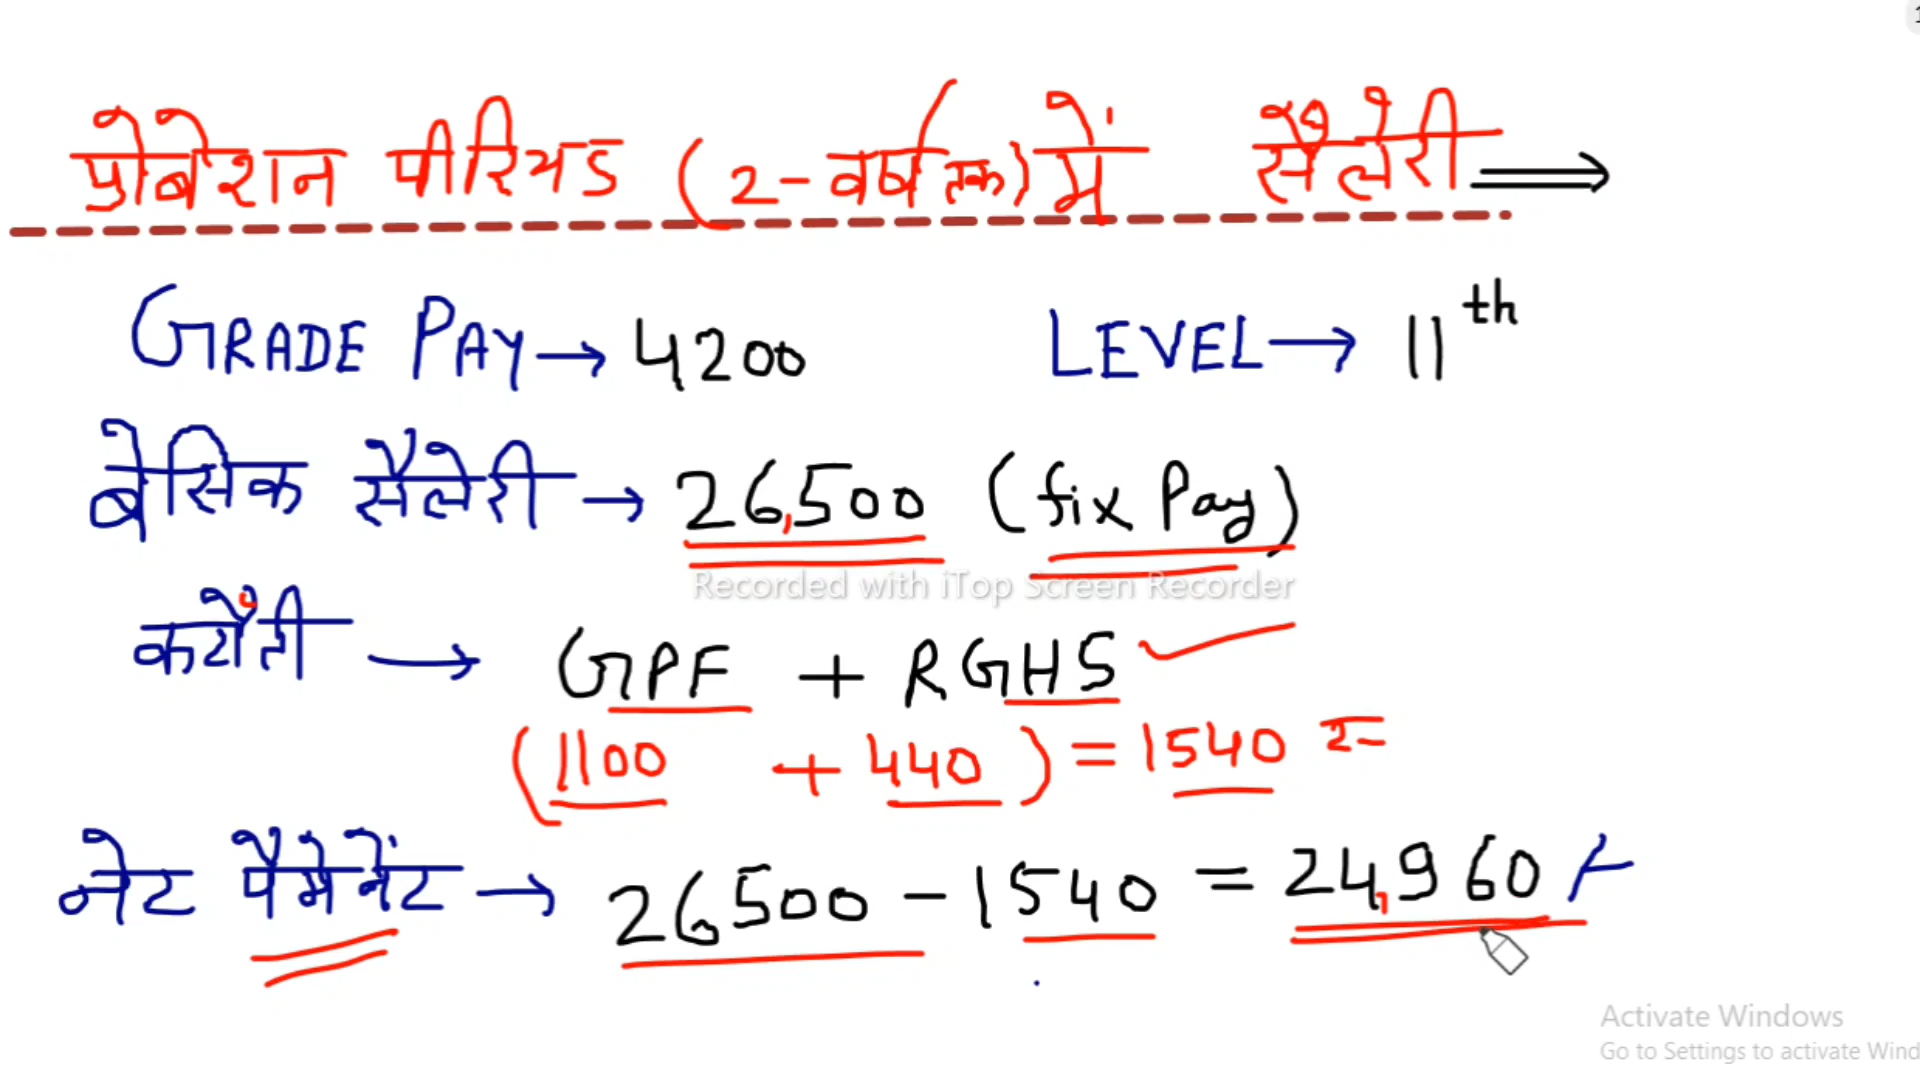 प्रोबेशन पीरियड (2-वर्ष तक) में सैलेरी ⟹
GRADE PAY → 4200 LEVEL → 11th
बेसिक सैलेरी → 26,500 (fix Pay)
Recorded with iTop Screen Recorder
कटौती → GPF + RGHS ✓
(1100 + 440) = 1540 =
नेट पैमेनेंट → 26500 - 1540 = 24,960
Activate Windows
Go to Settings to activate Wind